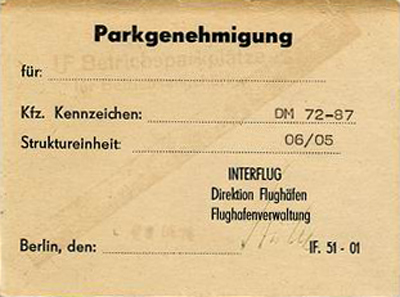 Parkgenehmigung
für:
Kfz. Kennzeichen: DM 72-87
Struktureinheit: 06/05
INTERFLUG
Direktion Flughäfen
Flughafenverwaltung
Berlin, den: IF. 51 - 01